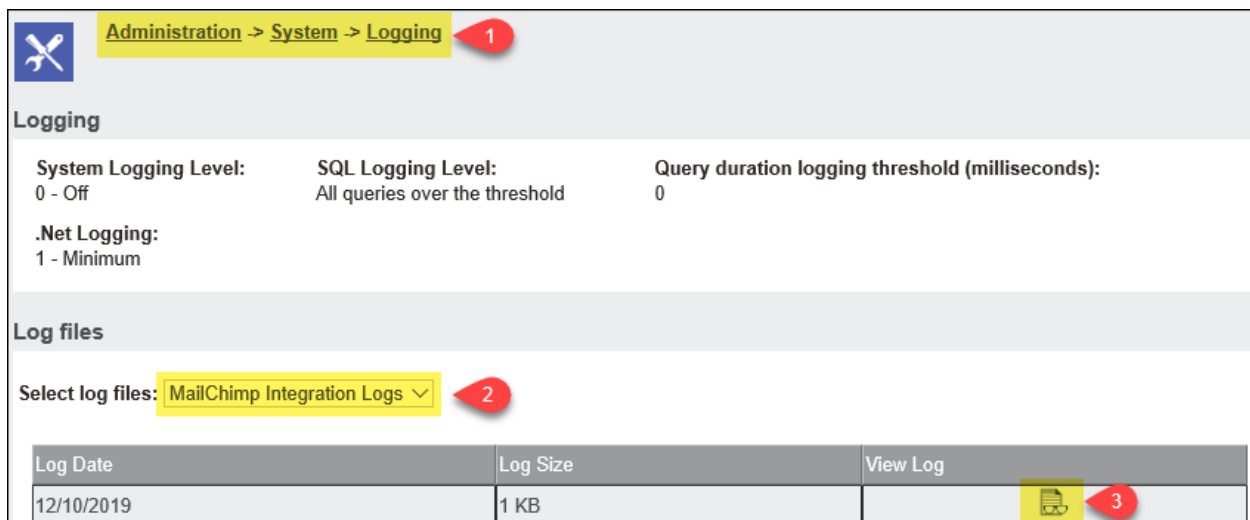 Administration -> System -> Logging 1
Logging
System Logging Level: SQL Logging Level: Query duration logging threshold (milliseconds):
0 - Off All queries over the threshold 0
.Net Logging:
1 - Minimum
Log files
Select log files: MailChimp Integration Logs 2
Log Date Log Size View Log
12/10/2019 1 KB 3